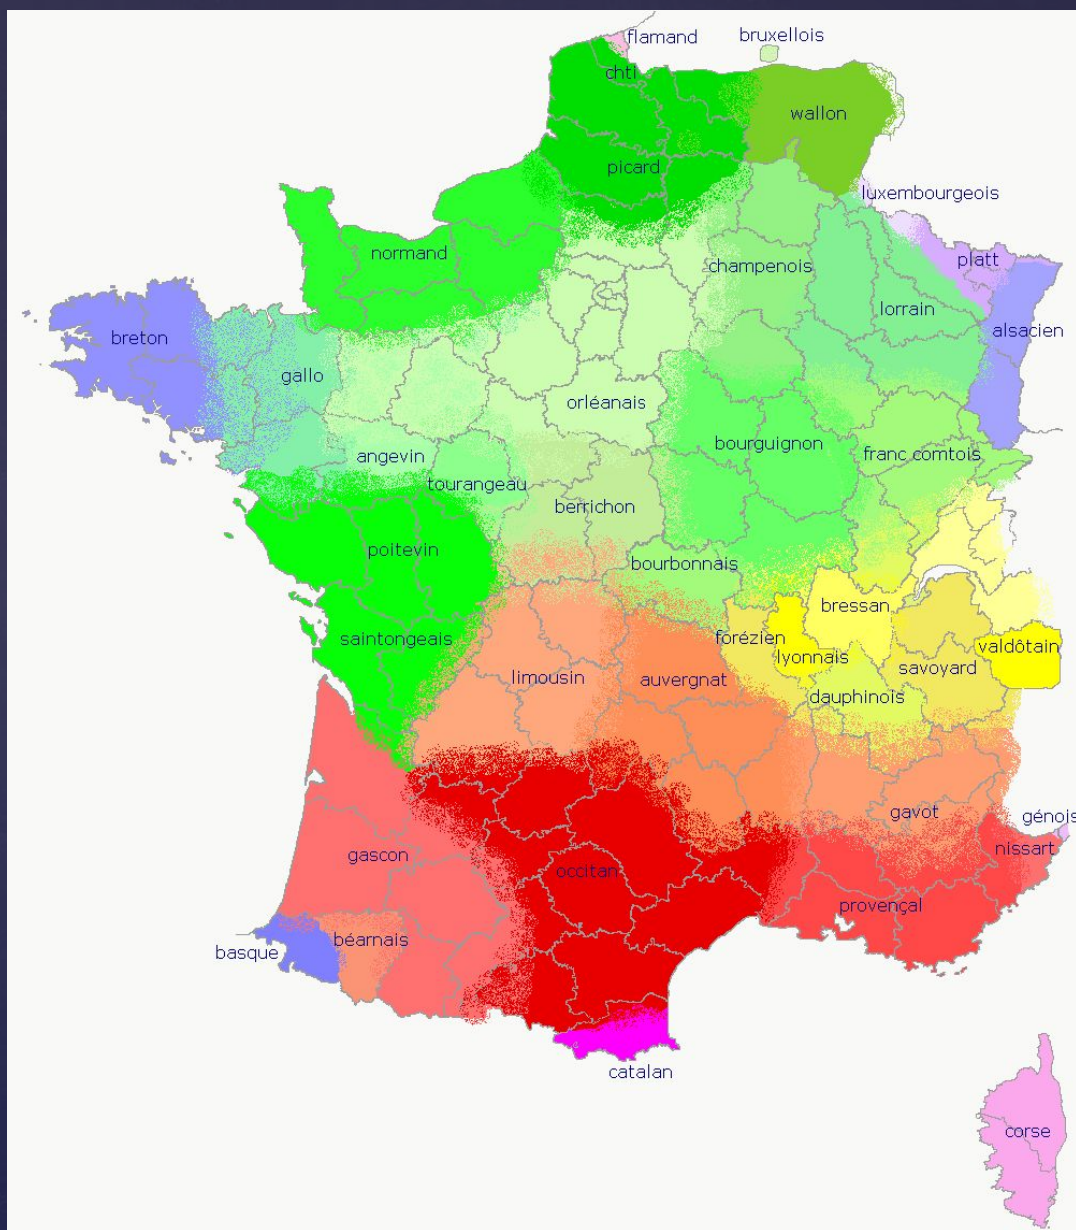 flamand
bruxellois
chti
wallon
picard
luxembourgeois
normand
champenois
platt
lorrain
breton
alsacien
gallo
orléanais
angevin
bourguignon
franc comtois
tourangeau
berrichon
poitevin
bourbonnais
bressan
saintongeais
forézien
lyonnais
valdôtain
savoyard
limousin
auvergnat
dauphinois
gavot
génois
nissart
gascon
occitan
provençal
béarnais
basque
catalan
corse